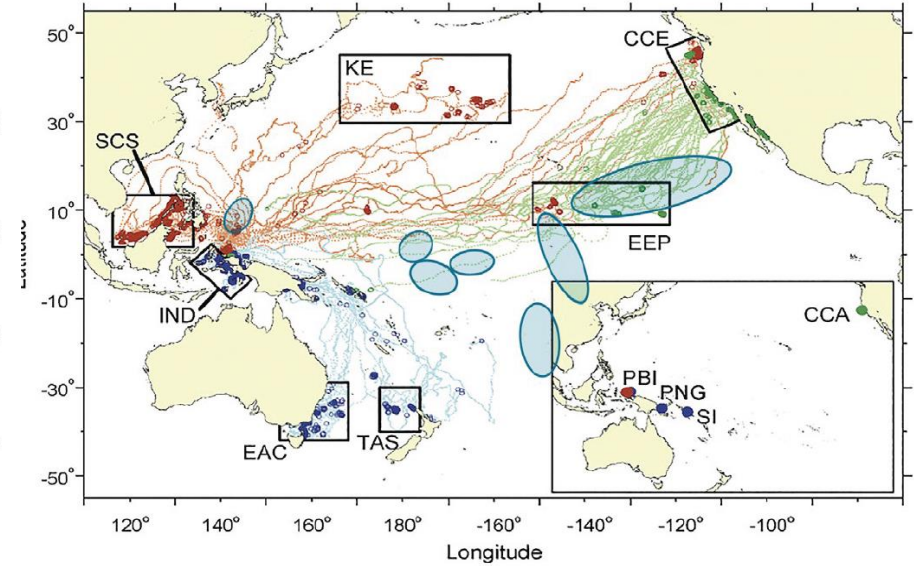 50°
30°
10°
-10°
-30°
-50°
CCE
KE
SCS
EEP
IND
CCA
PBI
PNG
SI
EAC
TAS
120°
140°
160°
180°
-160°
-140°
-120°
-100°
Longitude